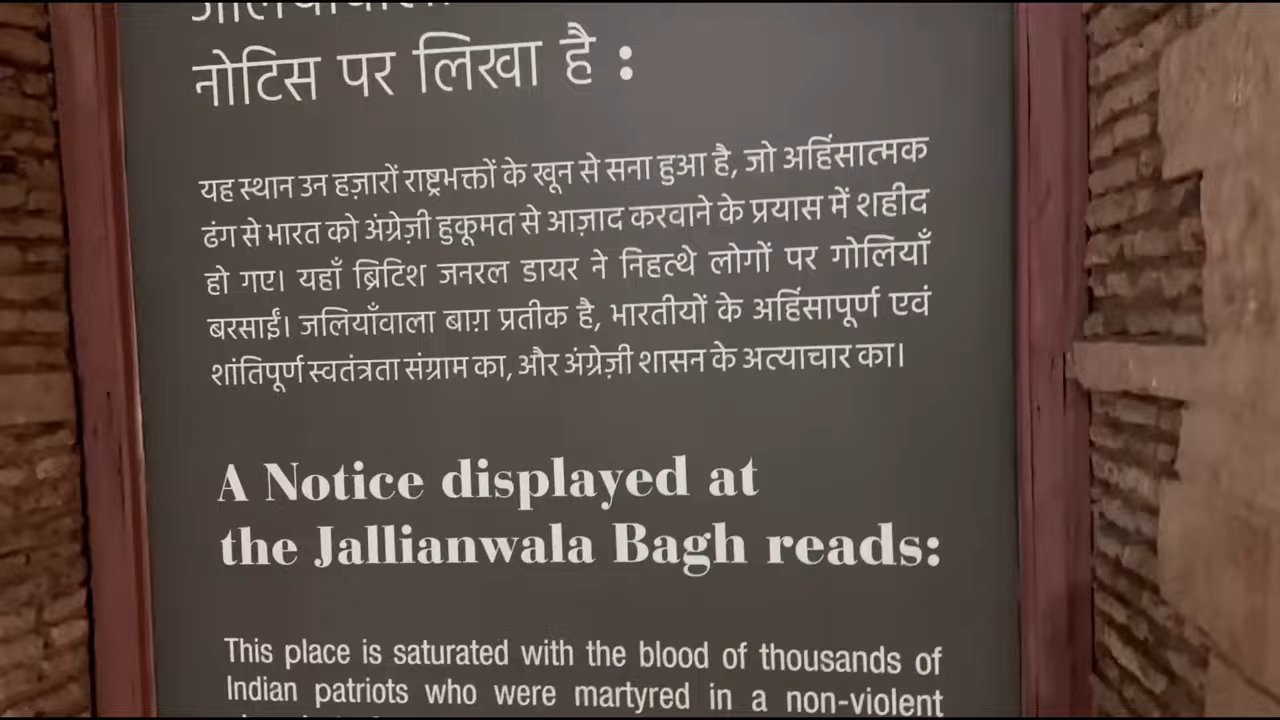 नोटिस पर लिखा है :
यह स्थान उन हज़ारों राष्ट्रभक्तों के खून से सना हुआ है, जो अहिंसात्मक
ढंग से भारत को अंग्रेज़ी हुकूमत से आज़ाद करवाने के प्रयास में शहीद
हो गए। यहाँ ब्रिटिश जनरल डायर ने निहत्थे लोगों पर गोलियाँ
बरसाईं। जलियाँवाला बाग़ प्रतीक है, भारतीयों के अहिंसापूर्ण एवं
शांतिपूर्ण स्वतंत्रता संग्राम का, और अंग्रेज़ी शासन के अत्याचार का।
A Notice displayed at
the Jallianwala Bagh reads:
This place is saturated with the blood of thousands of
Indian patriots who were martyred in a non-violent